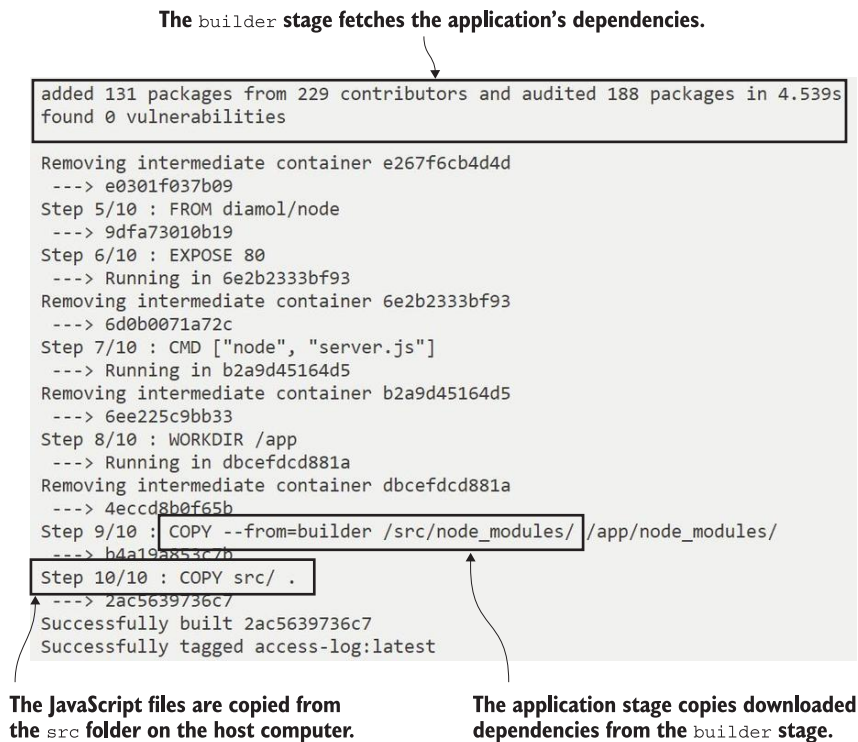 The builder stage fetches the application’s dependencies.
added 131 packages from 229 contributors and audited 188 packages in 4.539s
found 0 vulnerabilities
Removing intermediate container e267f6cb4d4d
---> e0301f037b09
Step 5/10 : FROM diamol/node
---> 9dfa73010b19
Step 6/10 : EXPOSE 80
---> Running in 6e2b2333bf93
Removing intermediate container 6e2b2333bf93
---> 6d0b0071a72c
Step 7/10 : CMD ["node", "server.js"]
---> Running in b2a9d45164d5
Removing intermediate container b2a9d45164d5
---> 6ee225c9bb33
Step 8/10 : WORKDIR /app
---> Running in dbcefdcd881a
Removing intermediate container dbcefdcd881a
---> 4eccd8b0f65b
Step 9/10 : COPY --from=builder /src/node_modules/ /app/node_modules/
---> b4a19a853c7b
Step 10/10 : COPY src/ .
---> 2ac5639736c7
Successfully built 2ac5639736c7
Successfully tagged access-log:latest
The JavaScript files are copied from
the src folder on the host computer.
The application stage copies downloaded
dependencies from the builder stage.